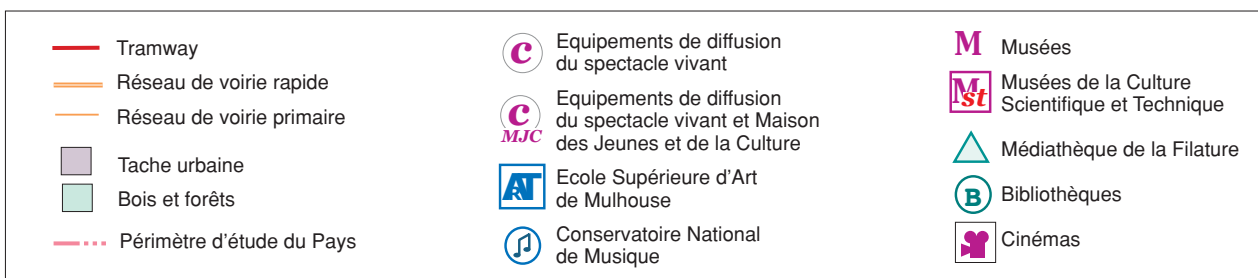 Tramway
Réseau de voirie rapide
Réseau de voirie primaire
Tache urbaine
Bois et forêts
Périmètre d'étude du Pays
c
Equipements de diffusion
du spectacle vivant
c
MJC
Equipements de diffusion
du spectacle vivant et Maison
des Jeunes et de la Culture
ART
Ecole Supérieure d'Art
de Mulhouse
Conservatoire National
de Musique
M
Musées
Mst
Musées de la Culture
Scientifique et Technique
Médiathèque de la Filature
B
Bibliothèques
Cinémas